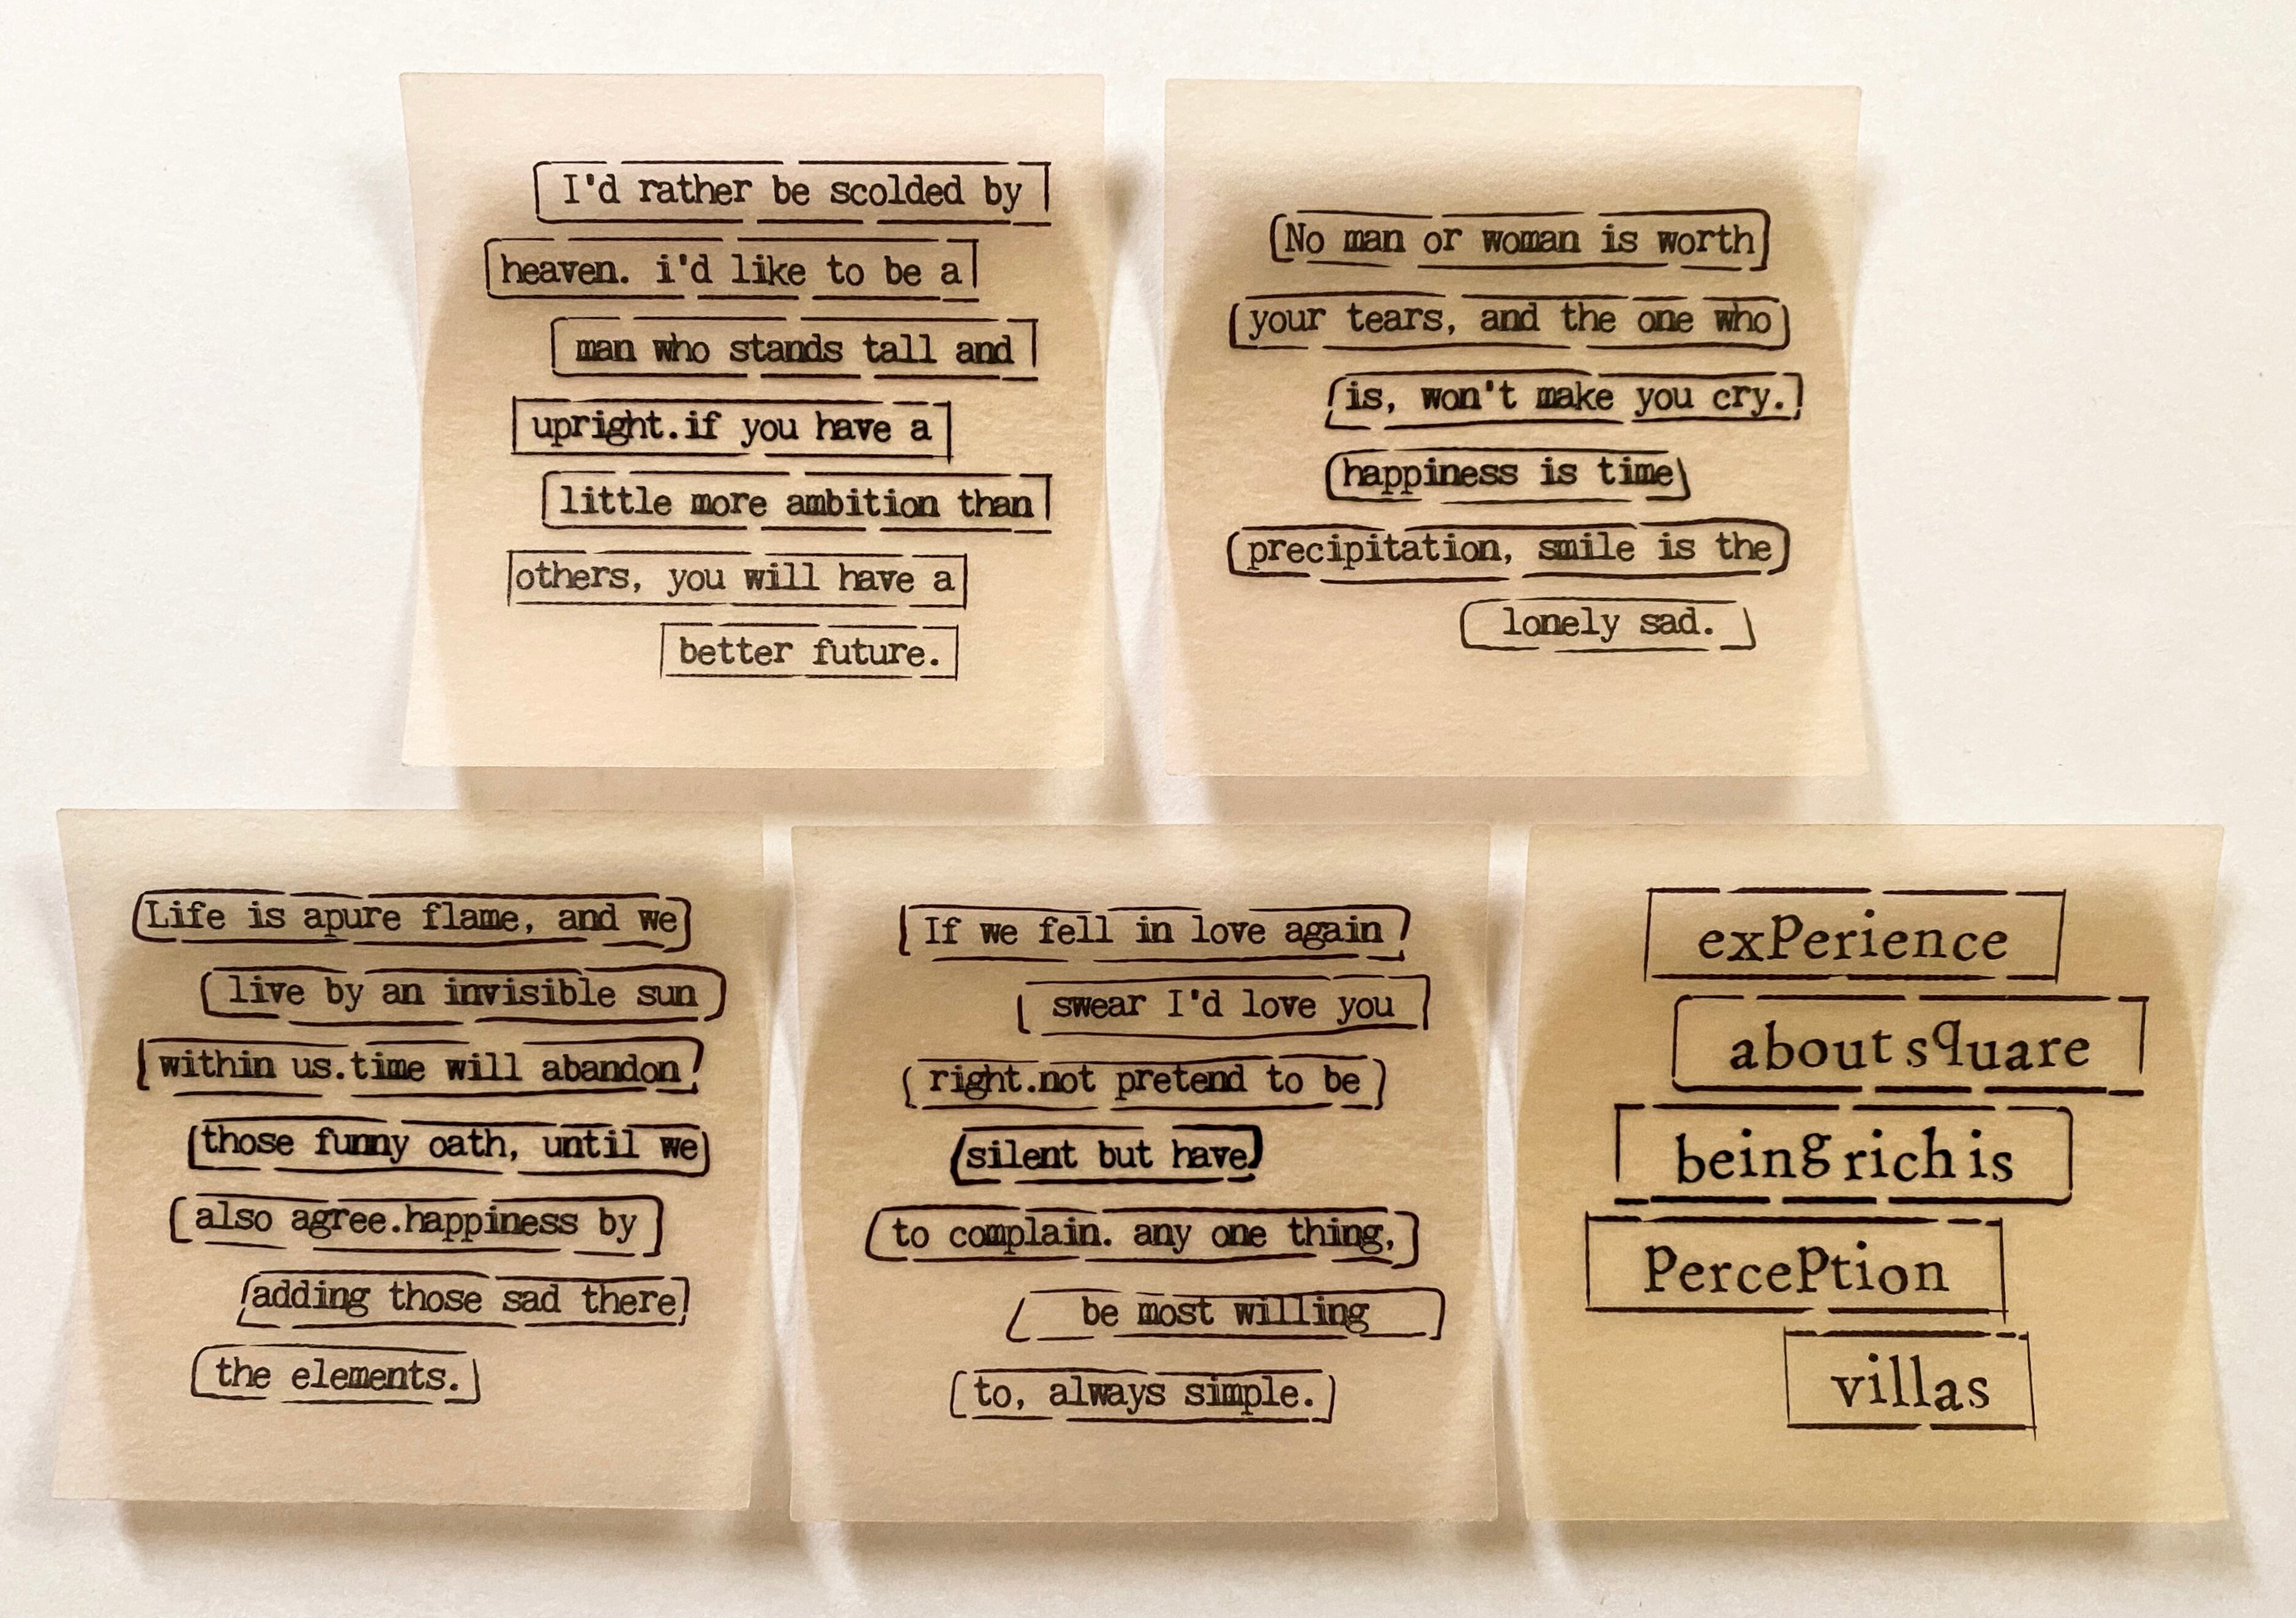 I'd rather be scolded by
heaven. i'd like to be a
man who stands tall and
upright.if you have a
little more ambition than
others, you will have a
better future.
No man or woman is worth
your tears, and the one who
is, won't make you cry.
happiness is time
precipitation, smile is the
lonely sad.
Life is apure flame, and we
live by an invisible sun
within us.time will abandon
those funny oath, until we
also agree.happiness by
adding those sad there
the elements.
If we fell in love again
swear I'd love you
right.not pretend to be
silent but have
to complain. any one thing,
be most willing
to, always simple.
exPerience
about square
being rich is
PercePtion
villas